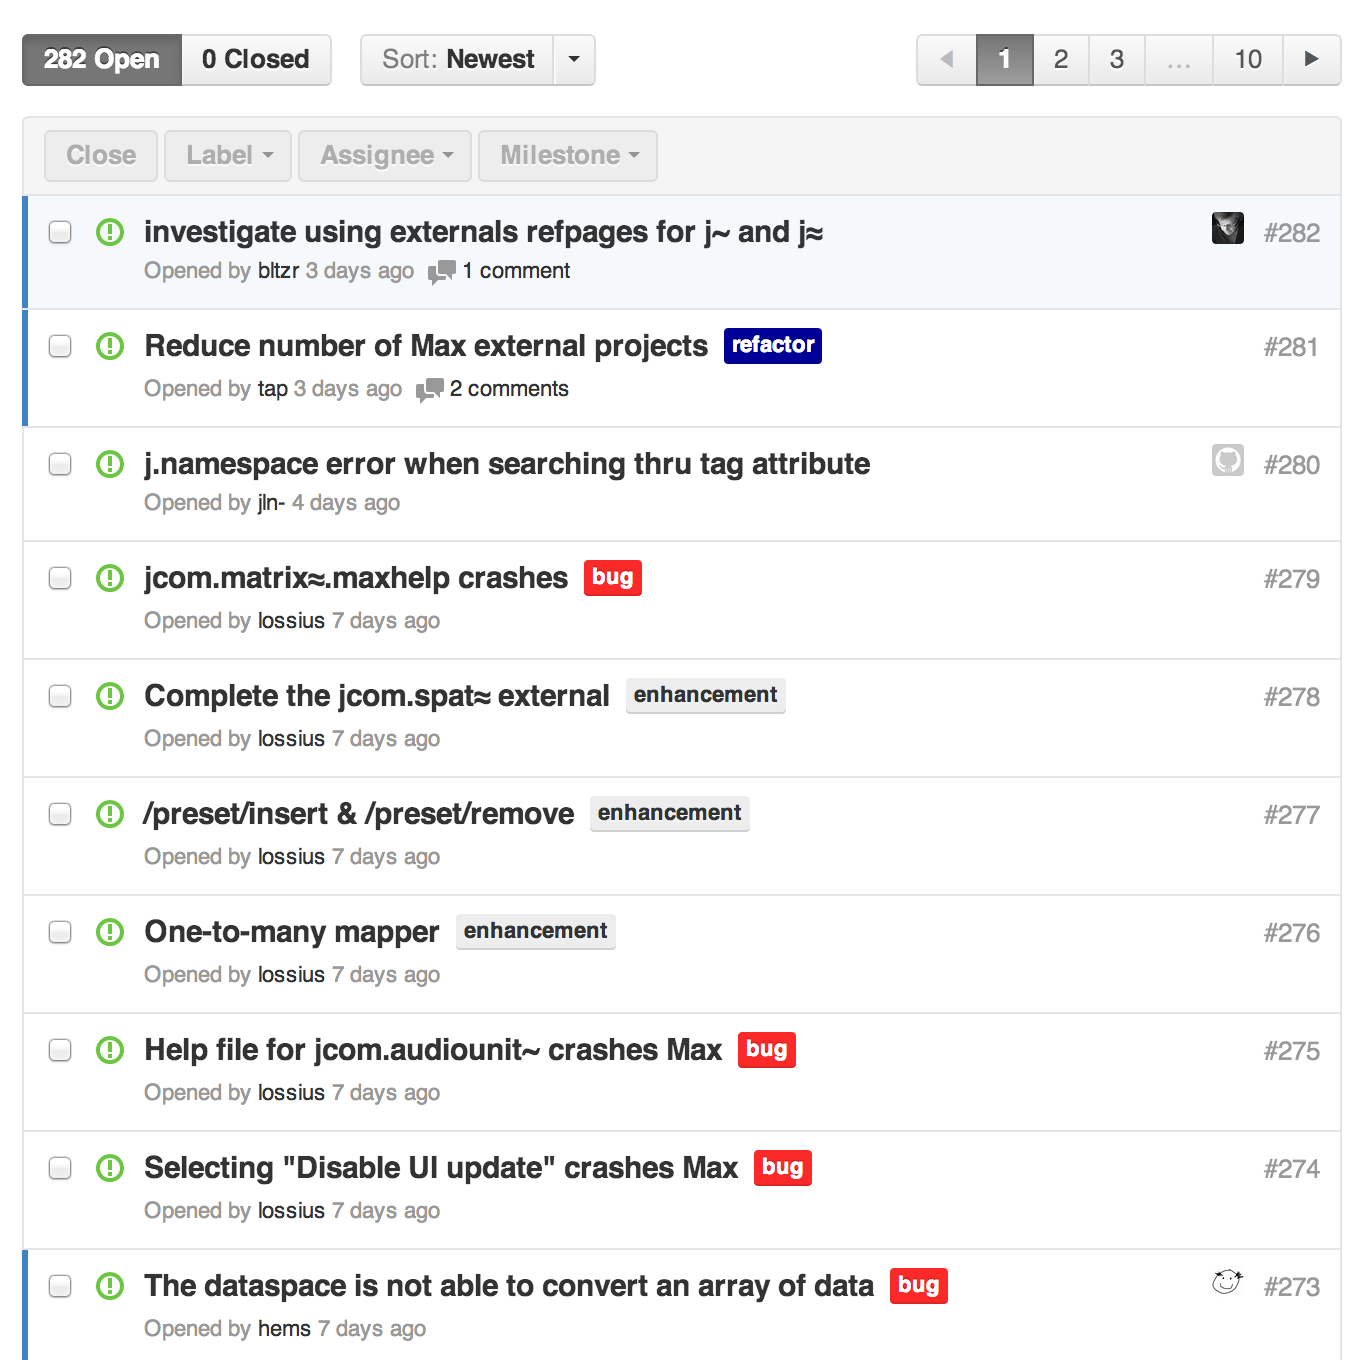 282 Open 0 Closed Sort: Newest 1 2 3 ... 10
Close Label Assignee Milestone
investigate using externals refpages for j~ and j≈ #282
Opened by bltzr 3 days ago 1 comment
Reduce number of Max external projects refactor #281
Opened by tap 3 days ago 2 comments
j.namespace error when searching thru tag attribute #280
Opened by jln- 4 days ago
jcom.matrix≈.maxhelp crashes bug #279
Opened by lossius 7 days ago
Complete the jcom.spat≈ external enhancement #278
Opened by lossius 7 days ago
/preset/insert & /preset/remove enhancement #277
Opened by lossius 7 days ago
One-to-many mapper enhancement #276
Opened by lossius 7 days ago
Help file for jcom.audiounit~ crashes Max bug #275
Opened by lossius 7 days ago
Selecting "Disable UI update" crashes Max bug #274
Opened by lossius 7 days ago
The dataspace is not able to convert an array of data bug #273
Opened by hems 7 days ago